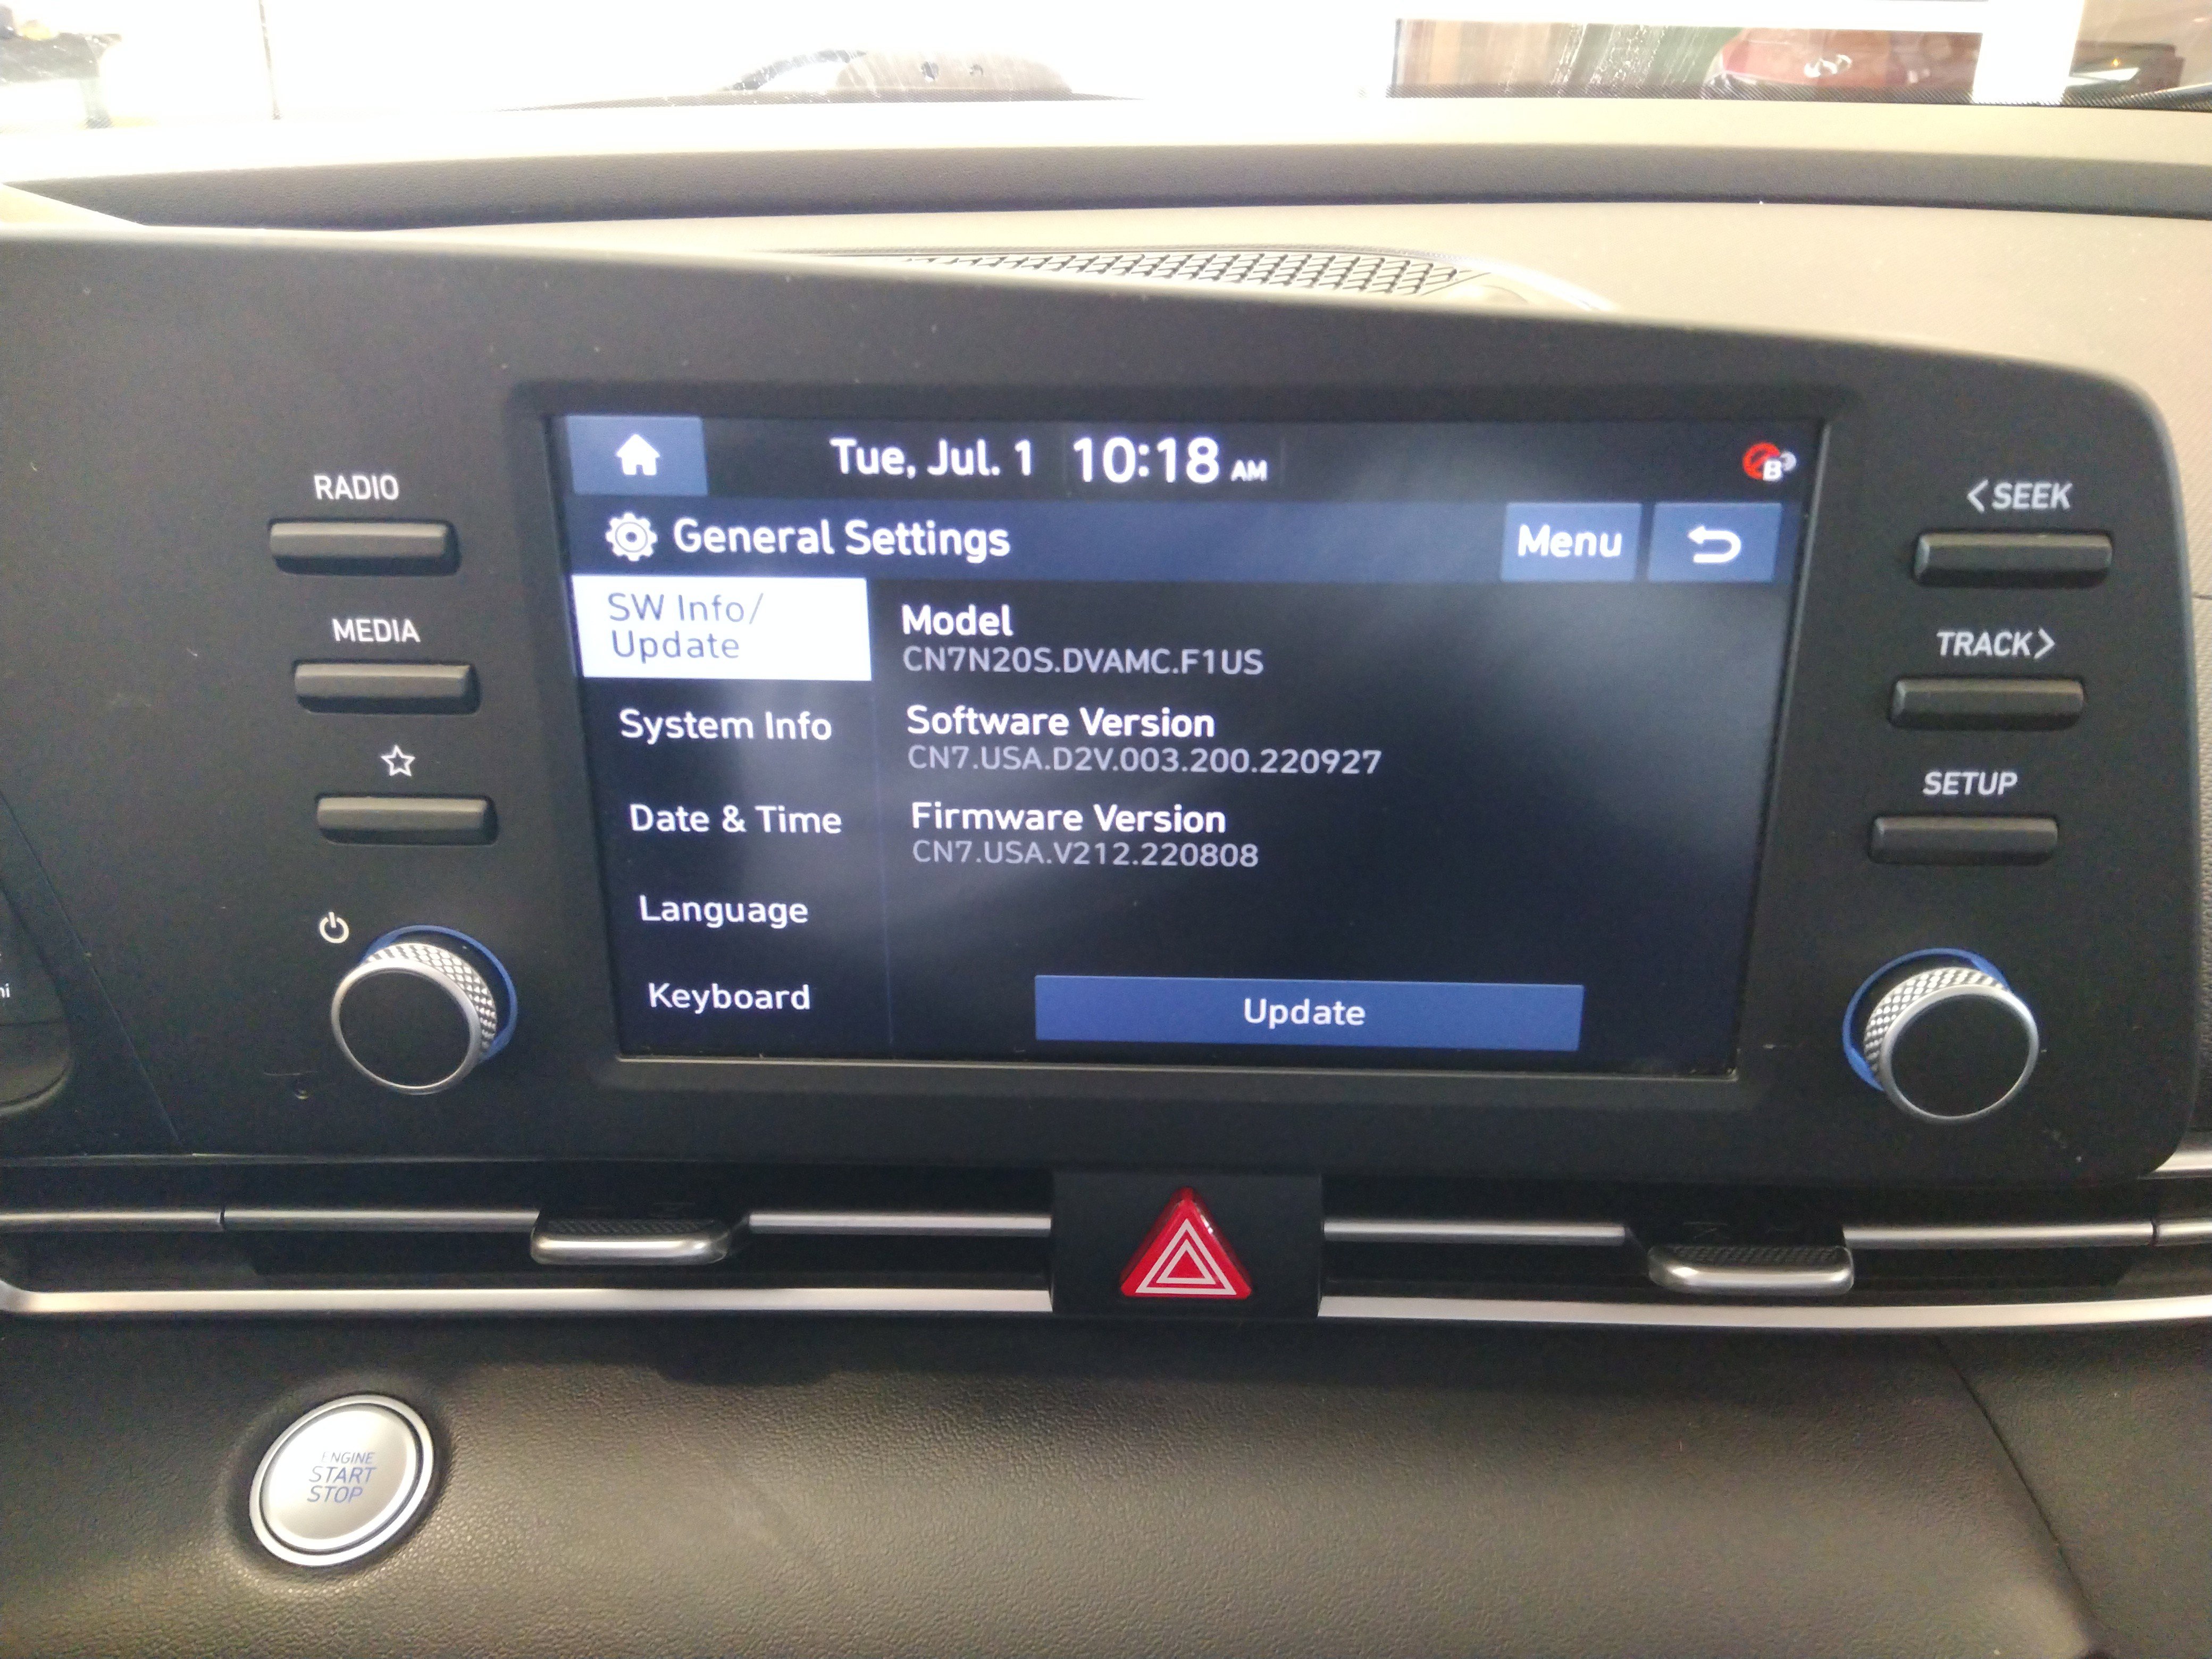 RADIO
MEDIA
Tue, Jul. 1 10:18 AM
B
General Settings
Menu
SW Info/
Update
System Info
Date & Time
Language
Keyboard
Model
CN7N20S.DVAMC.F1US
Software Version
CN7.USA.D2V.003.200.220927
Firmware Version
CN7.USA.V212.220808
Update
<SEEK
TRACK>
SETUP
ENGINE
START
STOP